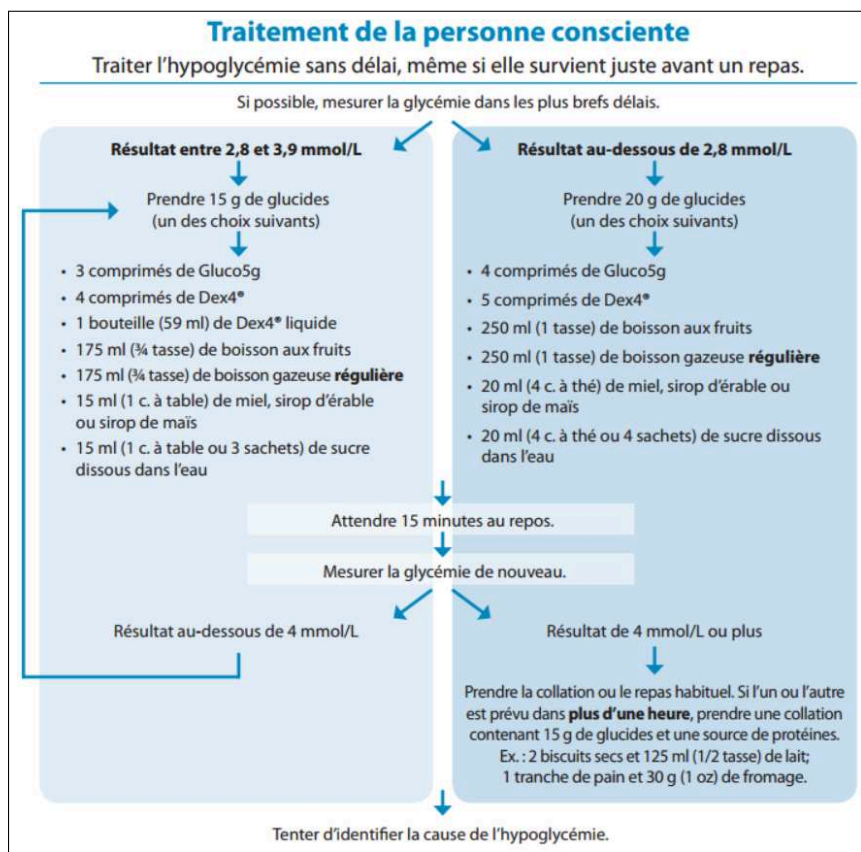 Traitement de la personne consciente
Traiter l’hypoglycémie sans délai, même si elle survient juste avant un repas.
Si possible, mesurer la glycémie dans les plus brefs délais.
Résultat entre 2,8 et 3,9 mmol/L
Prendre 15 g de glucides
(un des choix suivants)
• 3 comprimés de Gluco5g
• 4 comprimés de Dex4®
• 1 bouteille (59 ml) de Dex4® liquide
• 175 ml (¾ tasse) de boisson aux fruits
• 175 ml (¾ tasse) de boisson gazeuse régulière
• 15 ml (1 c. à table) de miel, sirop d’érable
ou sirop de maïs
• 15 ml (1 c. à table ou 3 sachets) de sucre
dissous dans l’eau
Résultat au-dessous de 2,8 mmol/L
Prendre 20 g de glucides
(un des choix suivants)
• 4 comprimés de Gluco5g
• 5 comprimés de Dex4®
• 250 ml (1 tasse) de boisson aux fruits
• 250 ml (1 tasse) de boisson gazeuse régulière
• 20 ml (4 c. à thé) de miel, sirop d’érable ou
sirop de maïs
• 20 ml (4 c. à thé ou 4 sachets) de sucre dissous
dans l’eau
Attendre 15 minutes au repos.
Mesurer la glycémie de nouveau.
Résultat au-dessous de 4 mmol/L
Résultat de 4 mmol/L ou plus
Prendre la collation ou le repas habituel. Si l’un ou l’autre
est prévu dans plus d’une heure, prendre une collation
contenant 15 g de glucides et une source de protéines.
Ex. : 2 biscuits secs et 125 ml (1/2 tasse) de lait;
1 tranche de pain et 30 g (1 oz) de fromage.
Tenter d’identifier la cause de l’hypoglycémie.